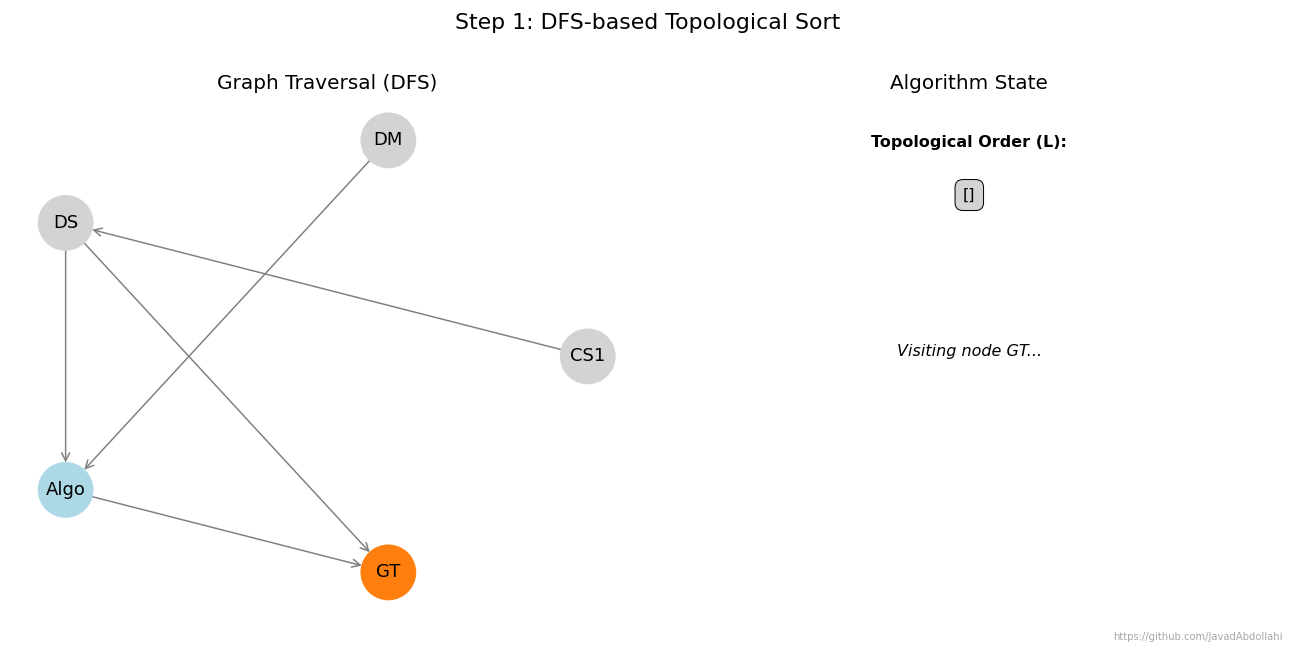 Step 1: DFS-based Topological Sort
Graph Traversal (DFS)
Algorithm State
DM
Topological Order (L):
[]
DS
Visiting node GT...
CS1
Algo
GT
https://github.com/JavadAbdollahi